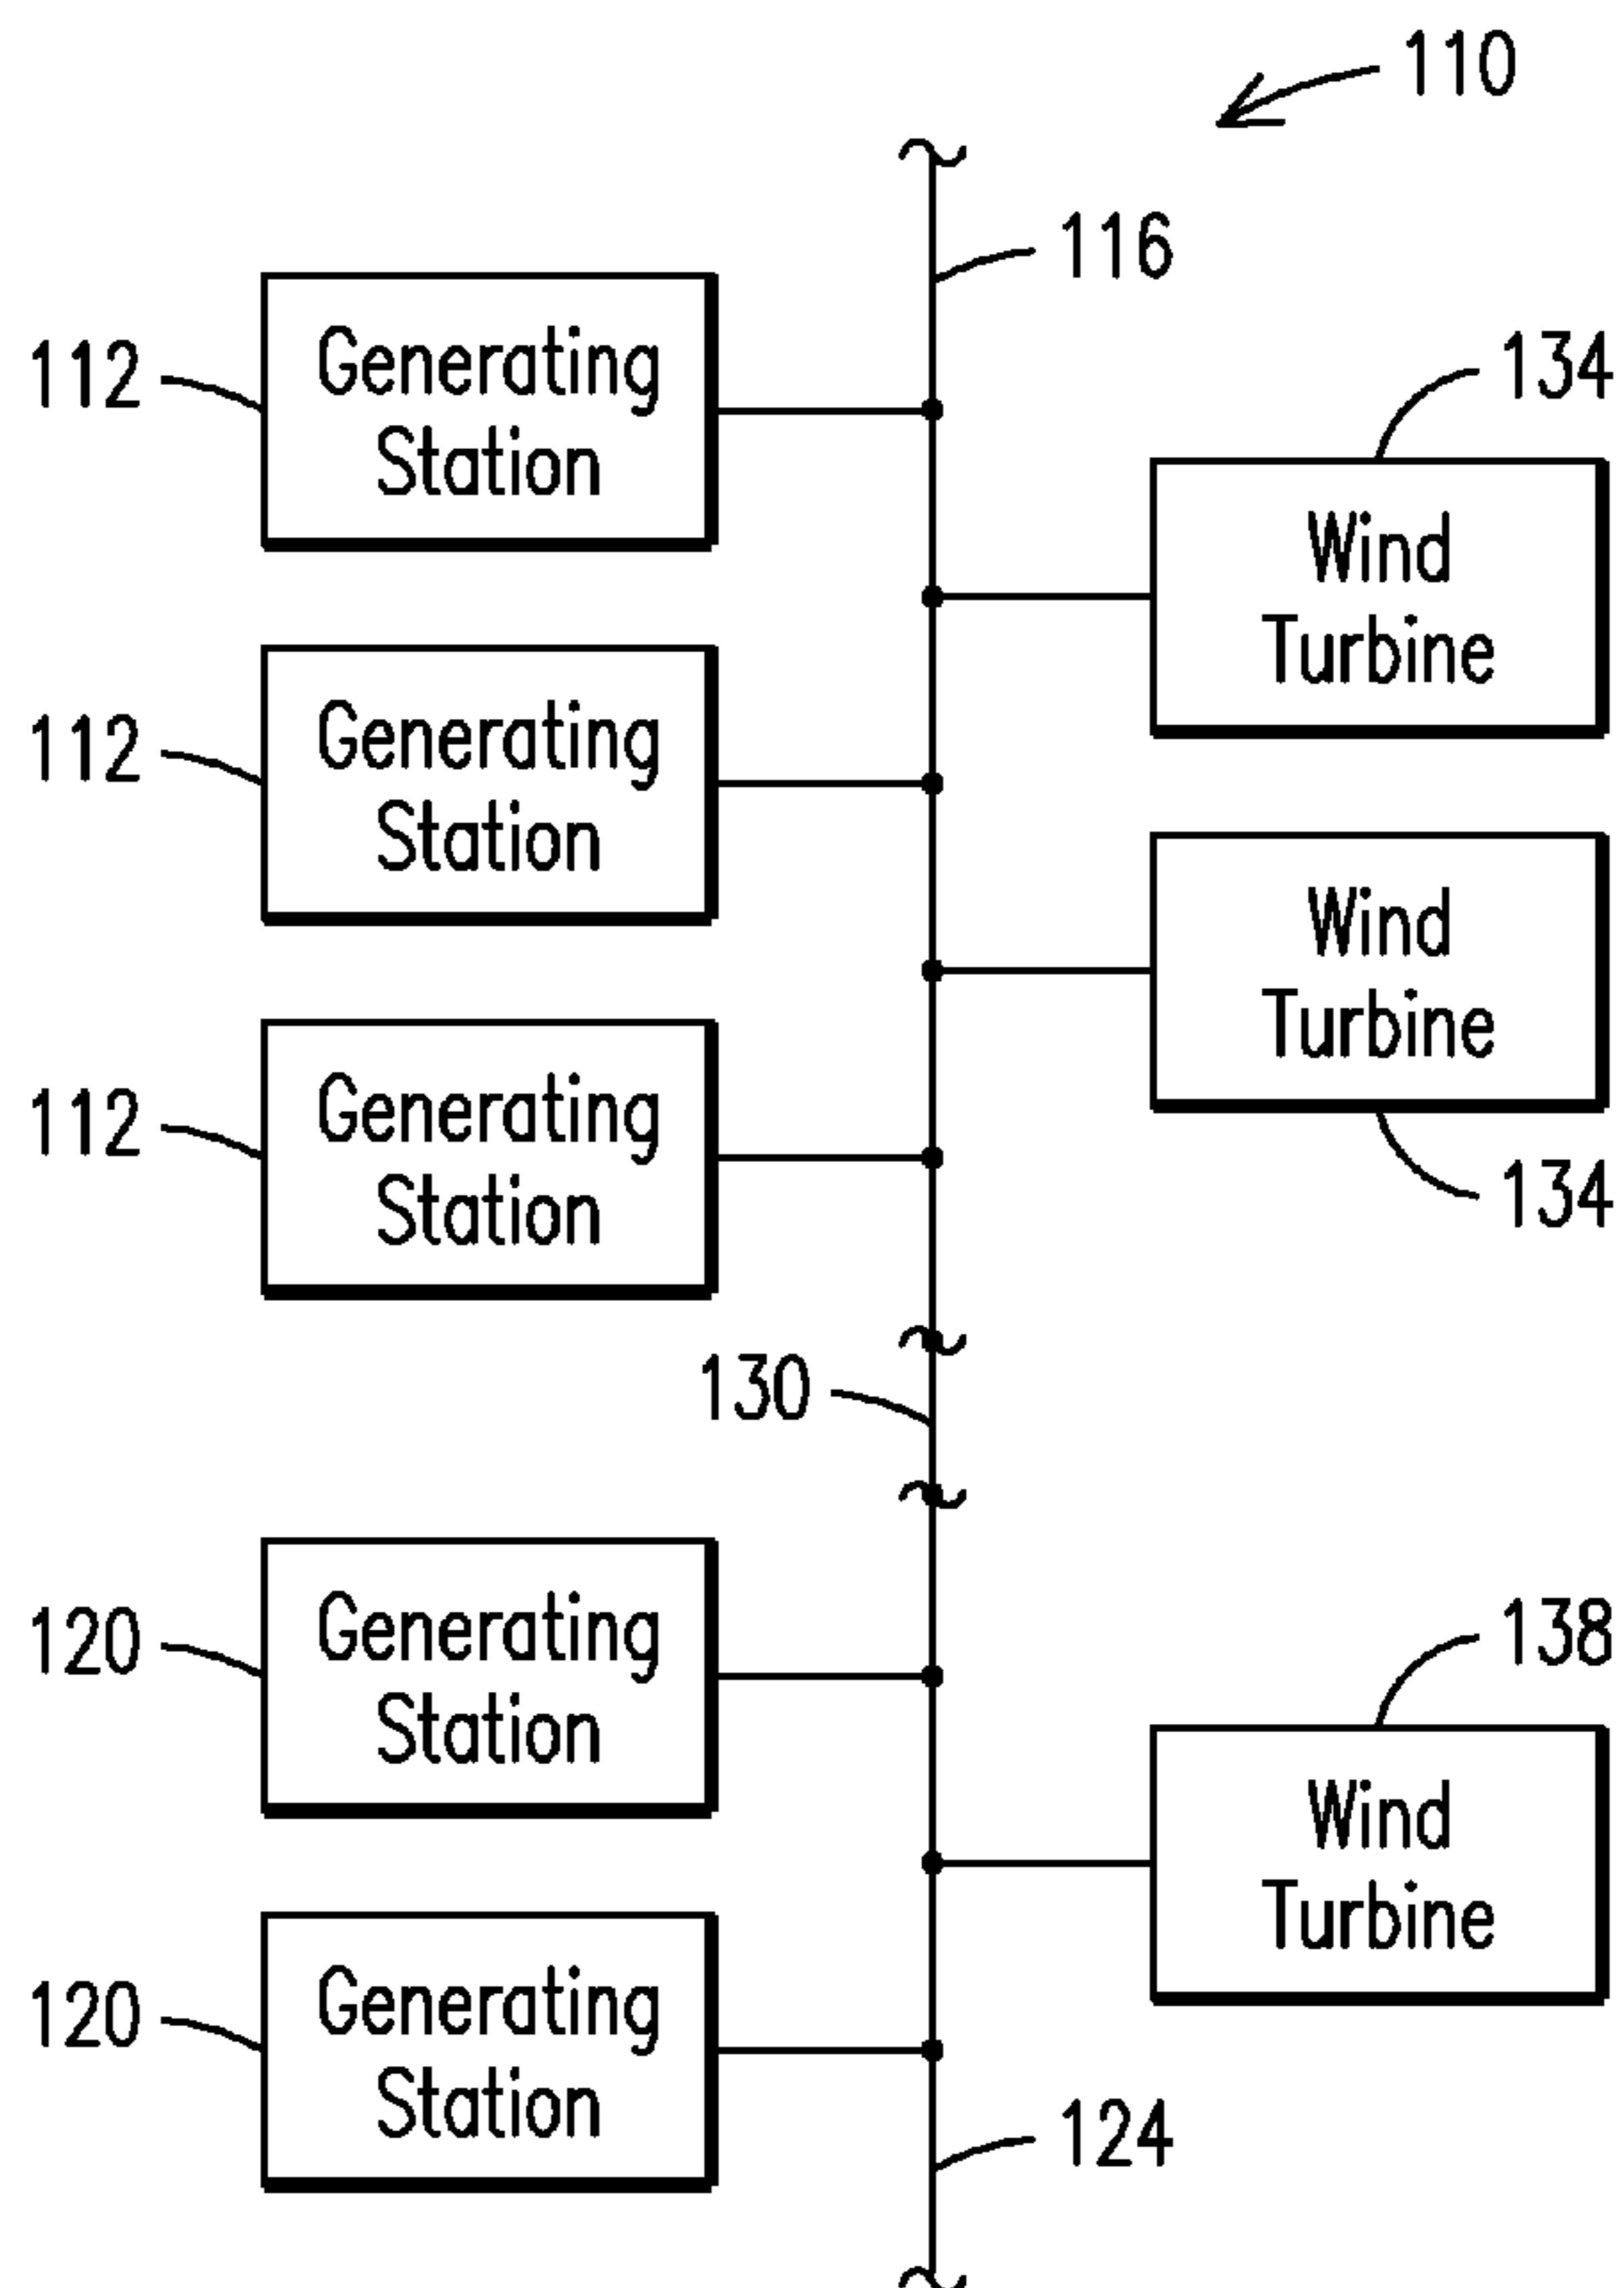 110
116
112
Generating
Station
134
Wind
Turbine
112
Generating
Station
Wind
Turbine
134
112
Generating
Station
130
120
Generating
Station
138
Wind
Turbine
120
Generating
Station
124